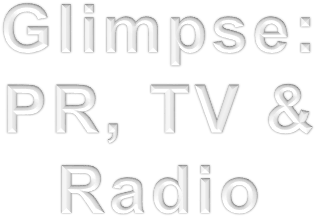 Glimpse:
PR, TV &
Radio